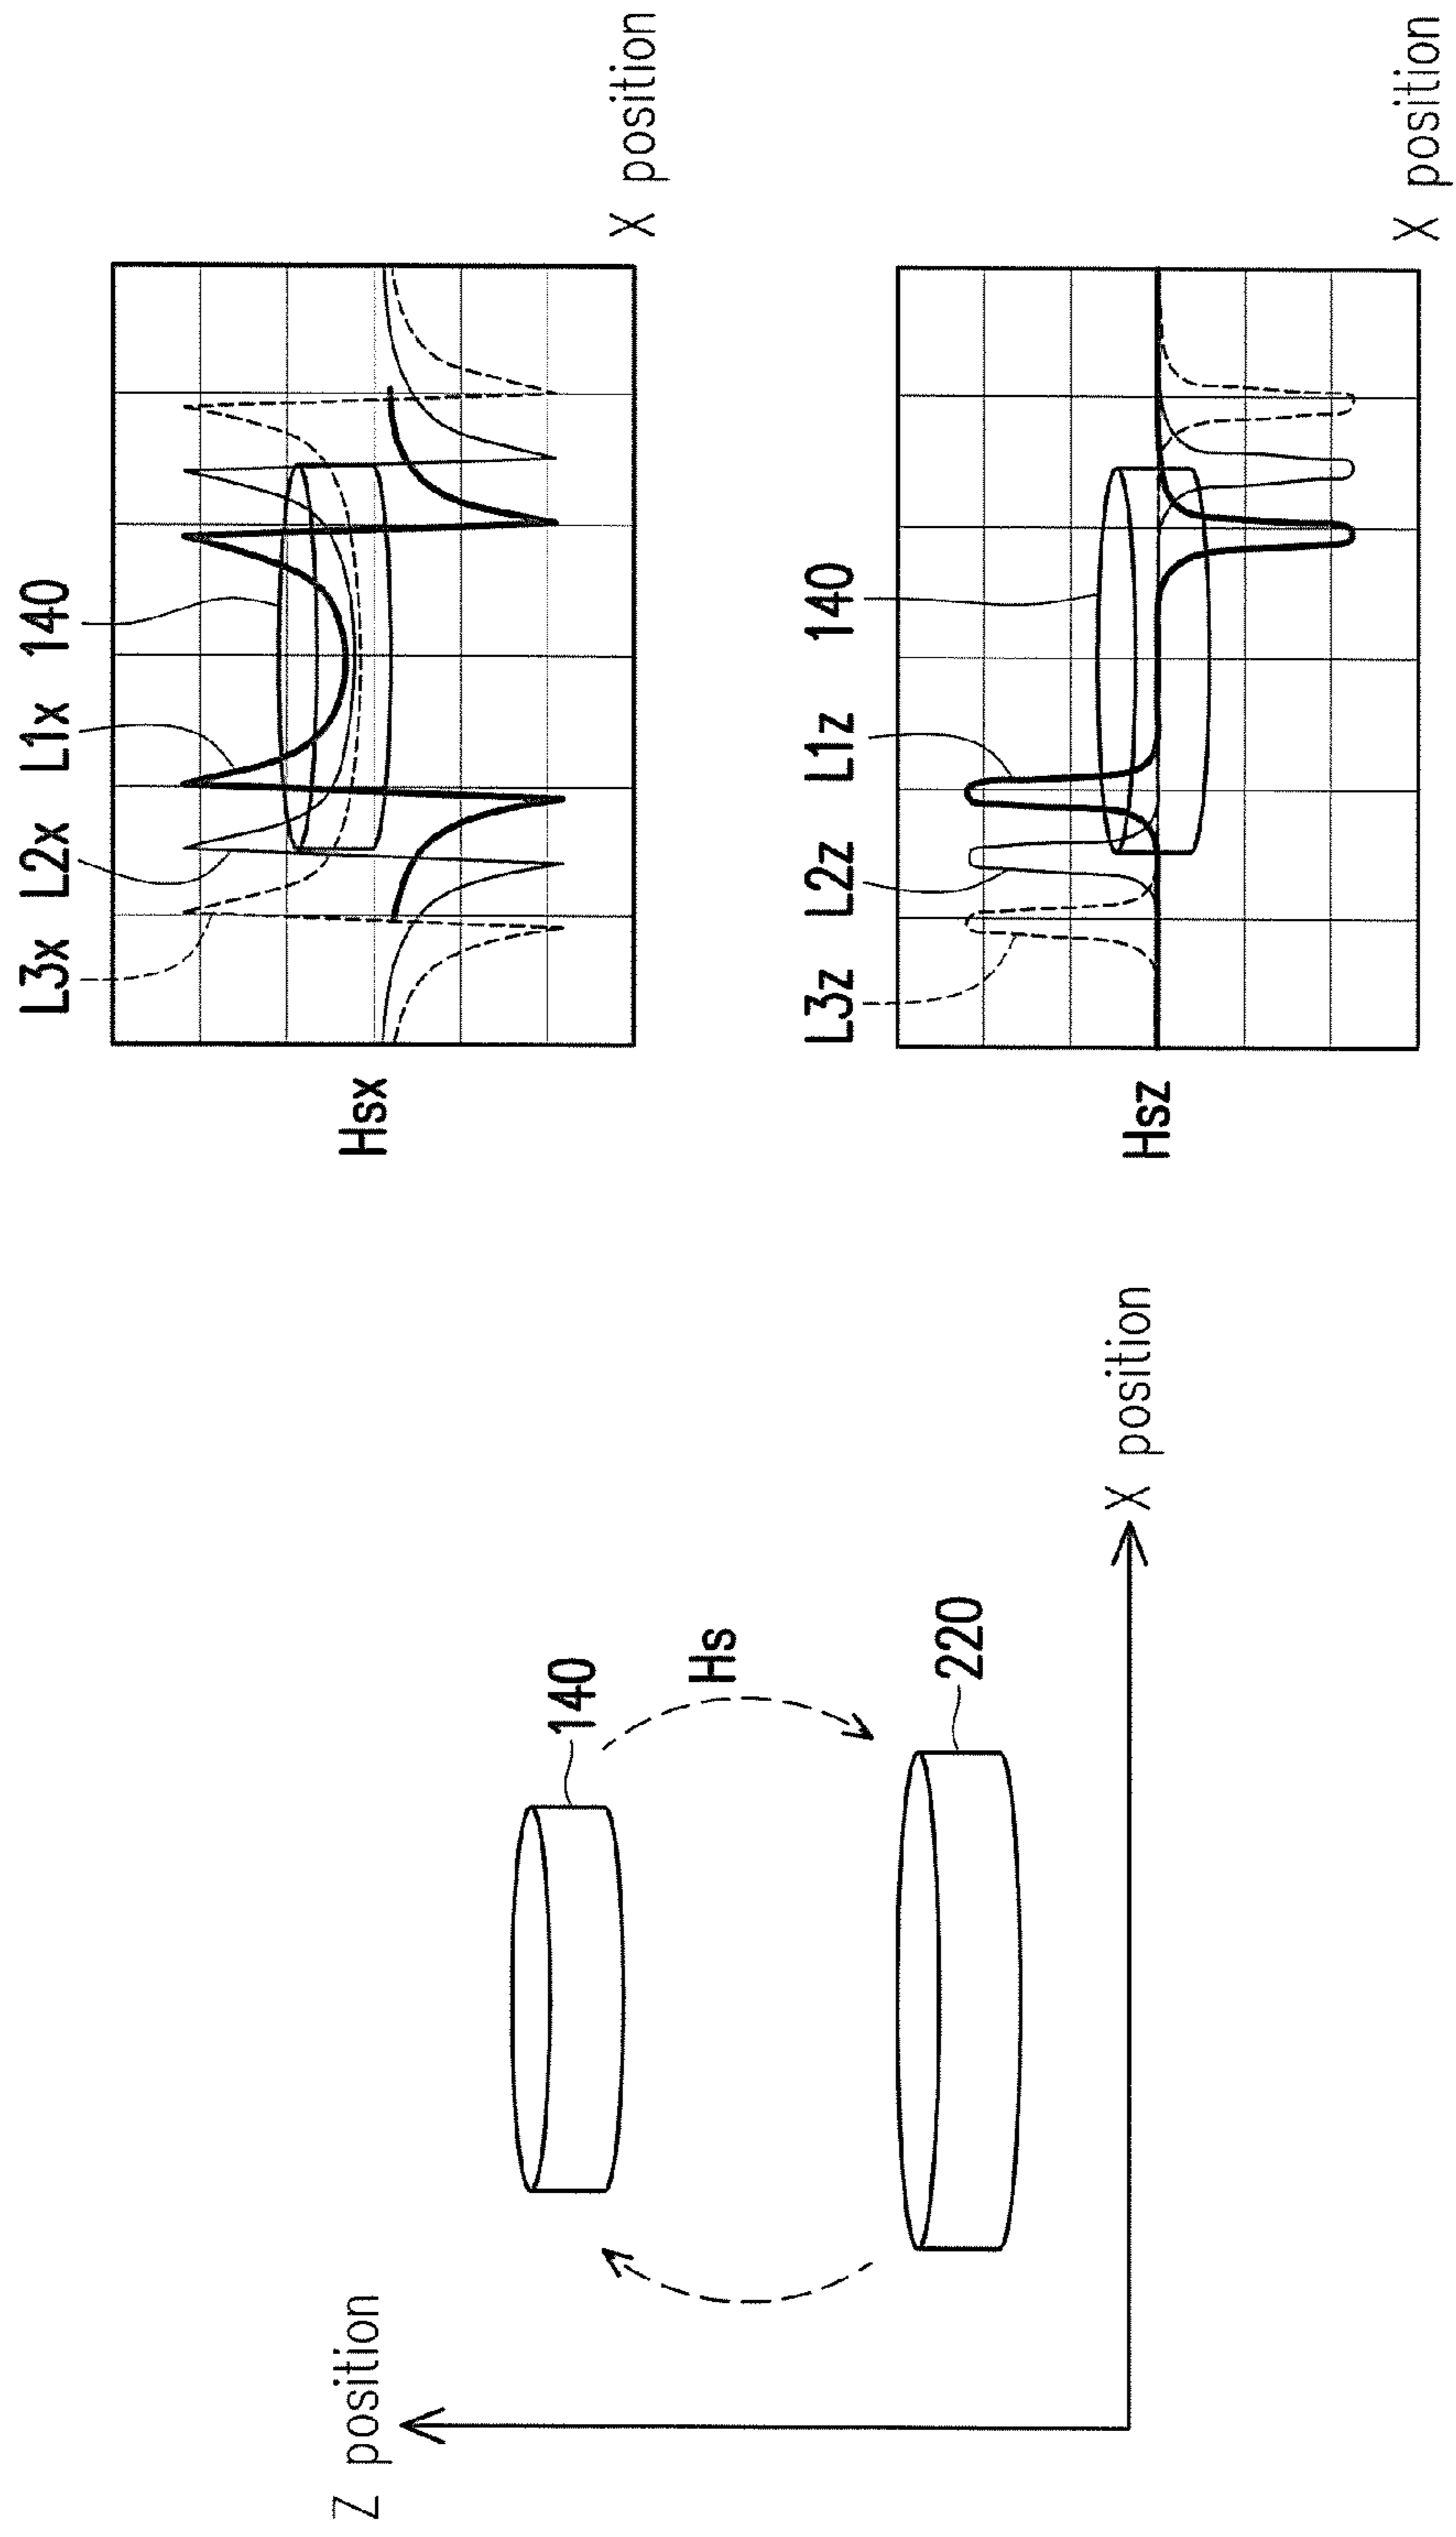 Z position
140
Hs
220
X position
L3x L2x L1x 140
Hsx
X position
L3z L2z L1z 140
Hsz
X position